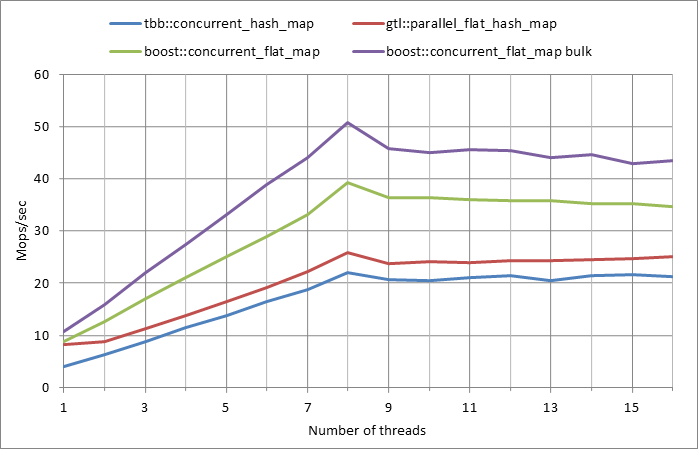 tbb::concurrent_hash_map gtl::parallel_flat_hash_map
boost::concurrent_flat_map boost::concurrent_flat_map bulk
60
50
40
30
20
10
0
Mops/sec
1 3 5 7 9 11 13 15
Number of threads